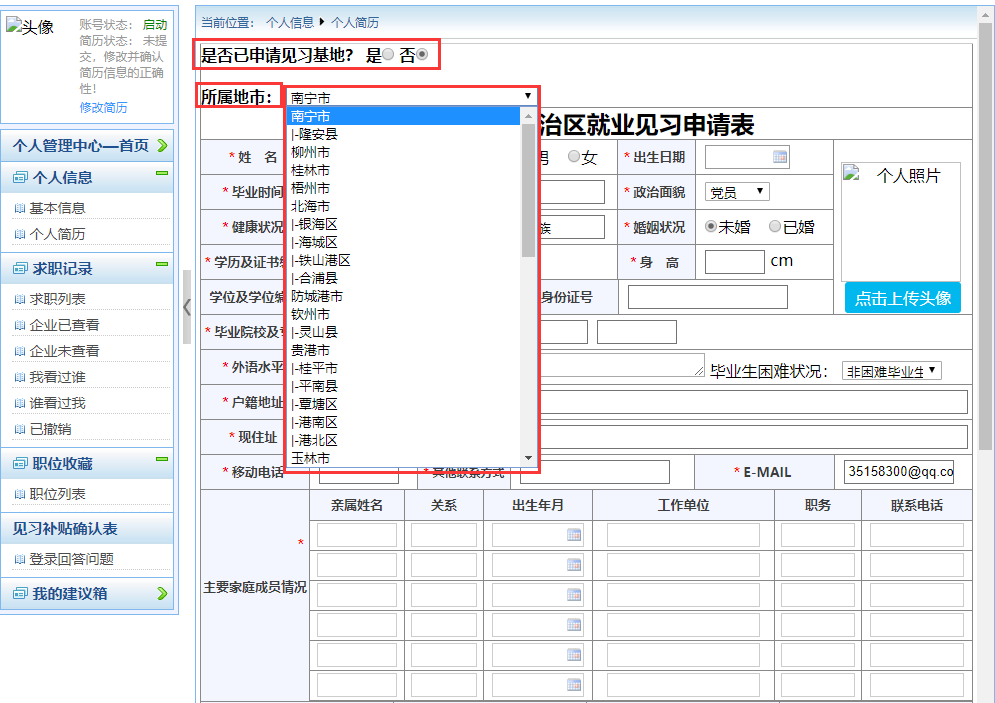 头像
账号状态： 启动
简历状态： 未提
交，修改并确认
简历信息的正确
性！
修改简历
个人管理中心—首页
个人信息
基本信息
个人简历
求职记录
求职列表
企业已查看
企业未查看
我看过谁
谁看过我
已撤销
职位收藏
职位列表
见习补贴确认表
登录回答问题
我的建议箱
当前位置： 个人信息 个人简历
是否已申请见习基地？ 是 否
所属地市： 南宁市
南宁市
|-隆安县
柳州市
桂林市
梧州市
北海市
|-银海区
|-海城区
|-铁山港区
|-合浦县
防城港市
钦州市
|-灵山县
贵港市
|-桂平市
|-平南县
|-覃塘区
|-港南区
|-港北区
玉林市
治区就业见习申请表
* 姓 名 男 女 * 出生日期
个人照片
* 毕业时间 * 政治面貌 党员
* 健康状况 族 * 婚姻状况 未婚 已婚
* 学历及证书 * 身 高 cm
学位及学位 身份证号 点击上传头像
* 毕业院校及
* 外语水平 毕业生困难状况： 非困难毕业生
* 户籍地址
* 现住址
* 移动电话 * 其他联系方式 * E-MAIL 35158300@qq.co
* 主要家庭成员情况
亲属姓名 关系 出生年月 工作单位 职务 联系电话